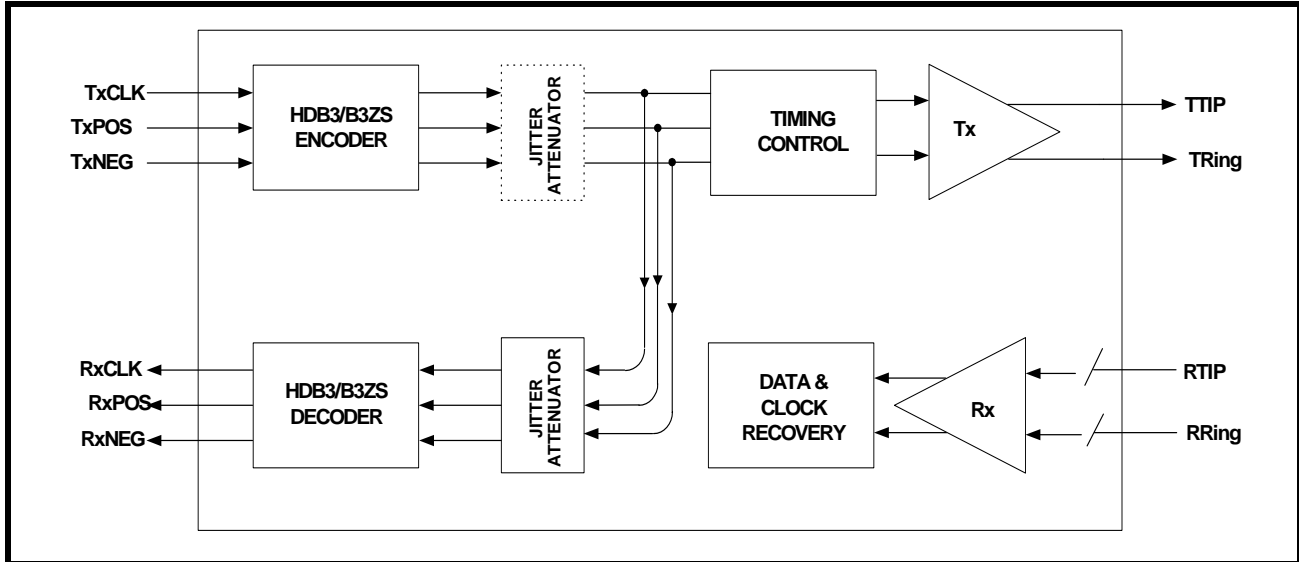 TxCLK
TxPOS
TxNEG
HDB3/B3ZS
ENCODER
JITTER
ATTENUATOR
TIMING
CONTROL
Tx
TTIP
TRing
RxCLK
RxPOS
RxNEG
HDB3/B3ZS
DECODER
JITTER
ATTENUATOR
DATA &
CLOCK
RECOVERY
Rx
RTIP
RRing